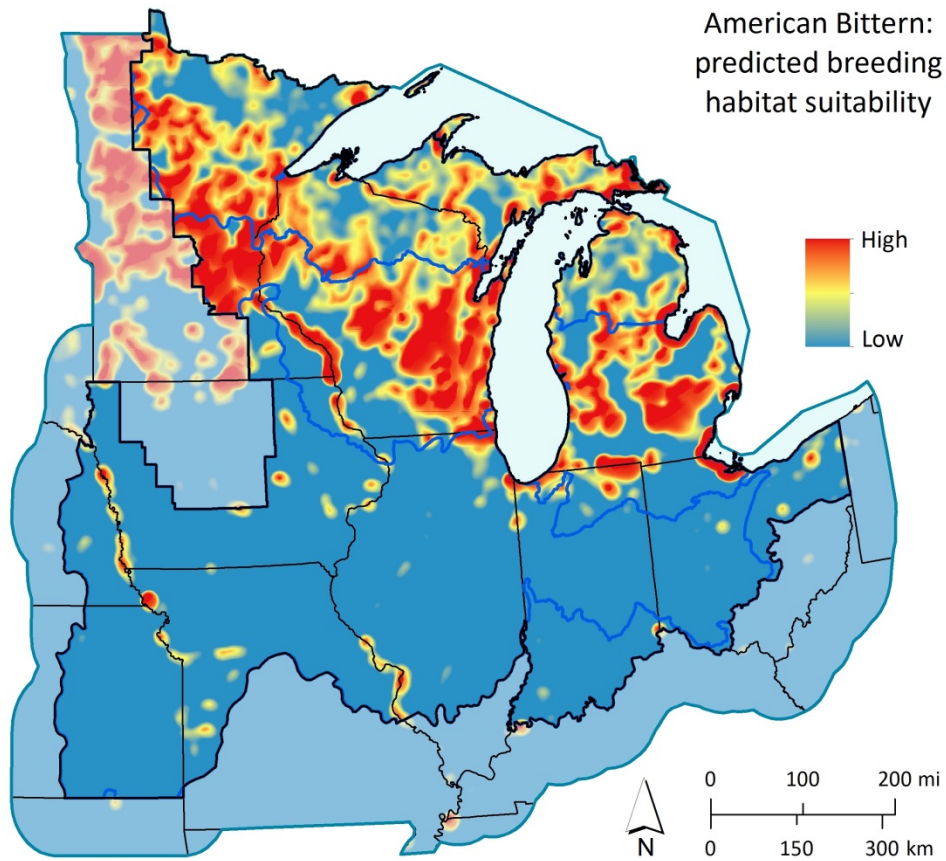 American Bittern:
predicted breeding
habitat suitability
High
Low
0 100 200 mi
N
0 150 300 km